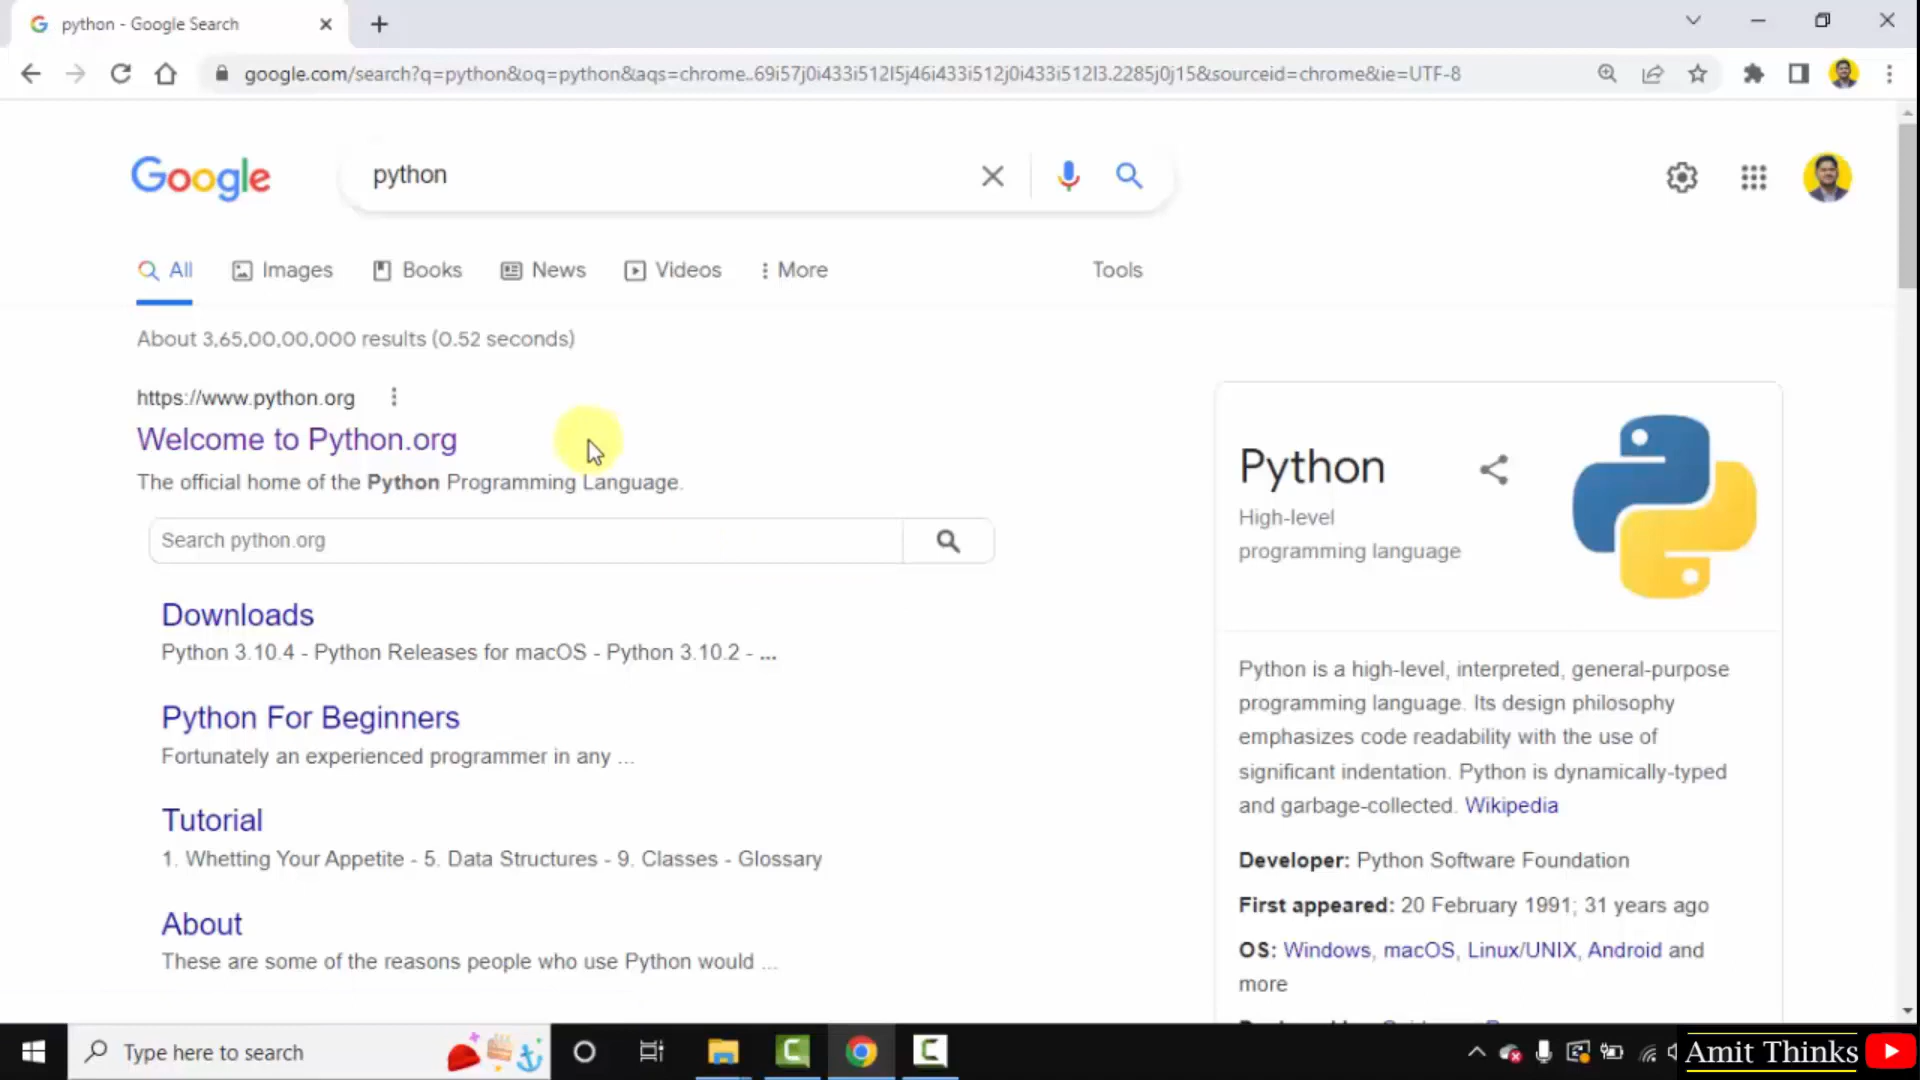 python - Google Search
google.com/search?q=python&oq=python&aqs=chrome..69i57j0i433i512l5j46i433i512j0i433i512l3.2285j0j15&sourceid=chrome&ie=UTF-8
Google
python
All
Images
Books
News
Videos
More
Tools
About 3,65,00,00,000 results (0.52 seconds)
https://www.python.org
Welcome to Python.org
The official home of the Python Programming Language.
Search python.org
Downloads
Python 3.10.4 - Python Releases for macOS - Python 3.10.2 - ...
Python For Beginners
Fortunately an experienced programmer in any ...
Tutorial
1. Whetting Your Appetite - 5. Data Structures - 9. Classes - Glossary
About
These are some of the reasons people who use Python would ...
Python
High-level
programming language
Python is a high-level, interpreted, general-purpose
programming language. Its design philosophy
emphasizes code readability with the use of
significant indentation. Python is dynamically-typed
and garbage-collected. Wikipedia
Developer: Python Software Foundation
First appeared: 20 February 1991; 31 years ago
OS: Windows, macOS, Linux/UNIX, Android and
more
Type here to search
Amit Thinks